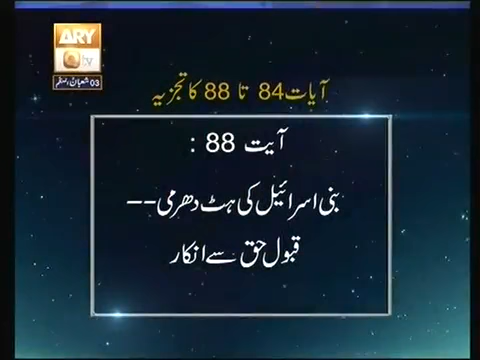 ARY
Q tv
03 شعبان المعظم
آیات 84 تا 88 کا تجزیہ
آیت 88 :
بنی اسرائیل کی ہٹ دھرمی --
قبول حق سے انکار